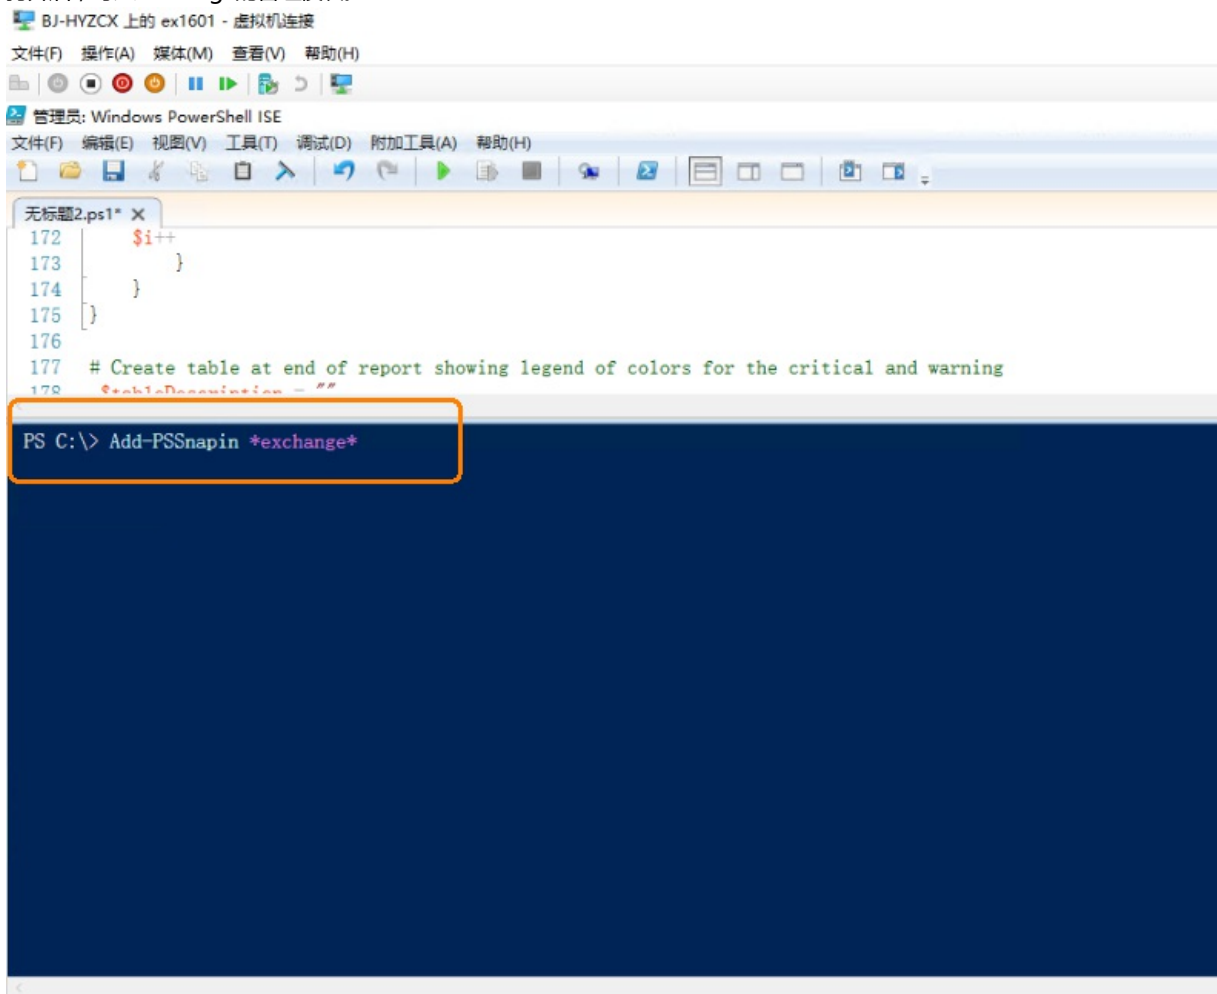 BJ-HYZCX 上的 ex1601 - 虚拟机连接
文件(F) 操作(A) 媒体(M) 查看(V) 帮助(H)
管理员: Windows PowerShell ISE
文件(F) 编辑(E) 视图(V) 工具(T) 调试(D) 附加工具(A) 帮助(H)
无标题2.ps1* X
172 $i++
173 }
174 }
175 }
176
177 # Create table at end of report showing legend of colors for the critical and warning
178 $tableDescription = ""
PS C:\> Add-PSSnapin *exchange*